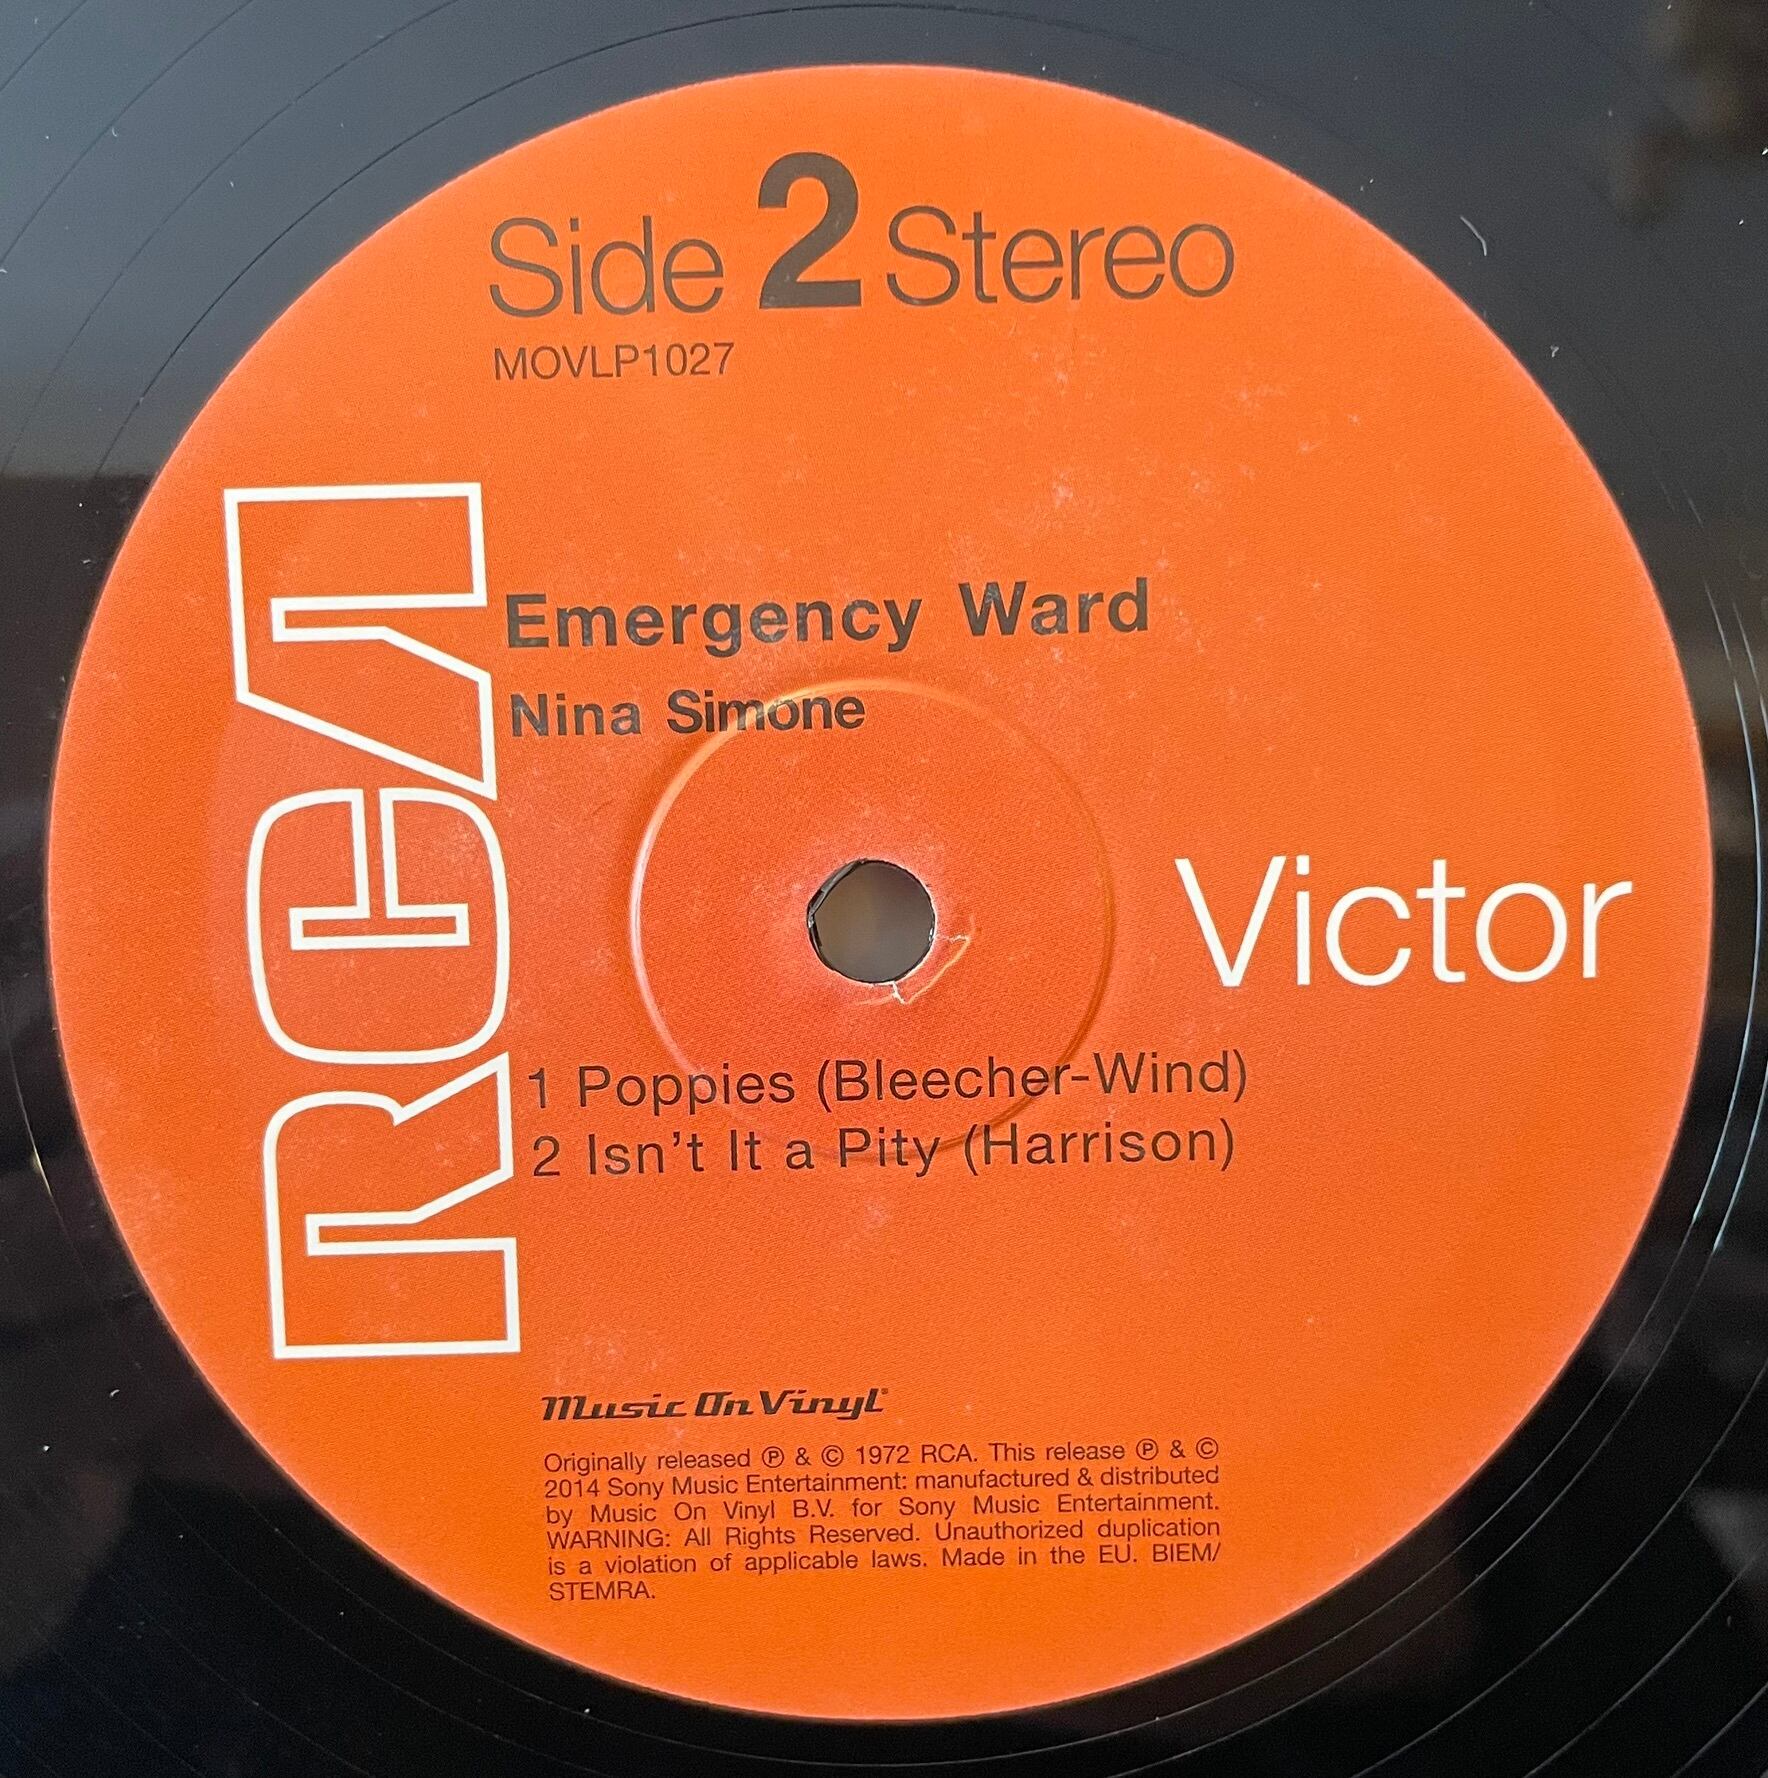 Side 2 Stereo
MOVLP1027
RCA
Emergency Ward
Nina Simone
Victor
1 Poppies (Bleecher-Wind)
2 Isn't It a Pity (Harrison)
Music On Vinyl®
Originally released ℗ & © 1972 RCA. This release ℗ & ©
2014 Sony Music Entertainment: manufactured & distributed
by Music On Vinyl B.V. for Sony Music Entertainment.
WARNING: All Rights Reserved. Unauthorized duplication
is a violation of applicable laws. Made in the EU. BIEM/
STEMRA.